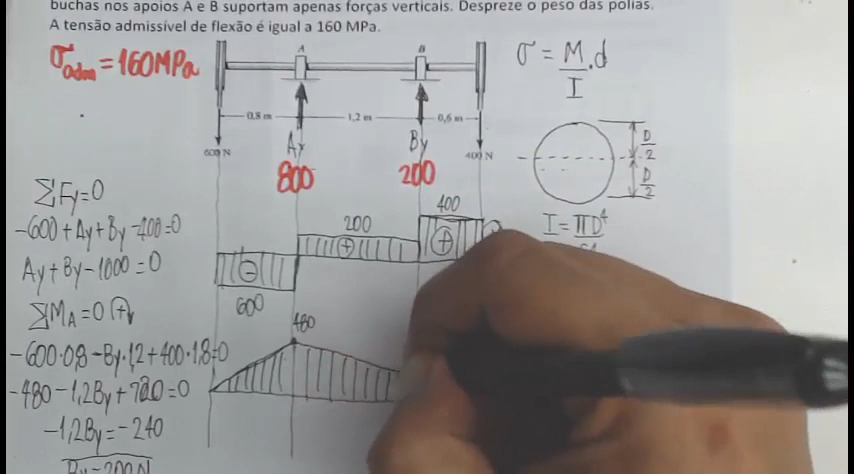 buchas nos apoios A e B suportam apenas forças verticais. Despreze o peso das polias.
A tensão admissível de flexão é igual a 160 MPa.
σadm = 160MPa
σ = M.d
I
A
B
0,8 m
1,2 m
0,6 m
600 N
Ay
By
400 N
800
200
D
2
D
2
ΣFy=0
-600+Ay+By-400=0
Ay+By-1000=0
ΣMA=0
-600·0,8-By·1,2+400·1,8=0
-480-1,2By+720=0
-1,2By=-240
By=200N
200
400
600
480
I=πD⁴